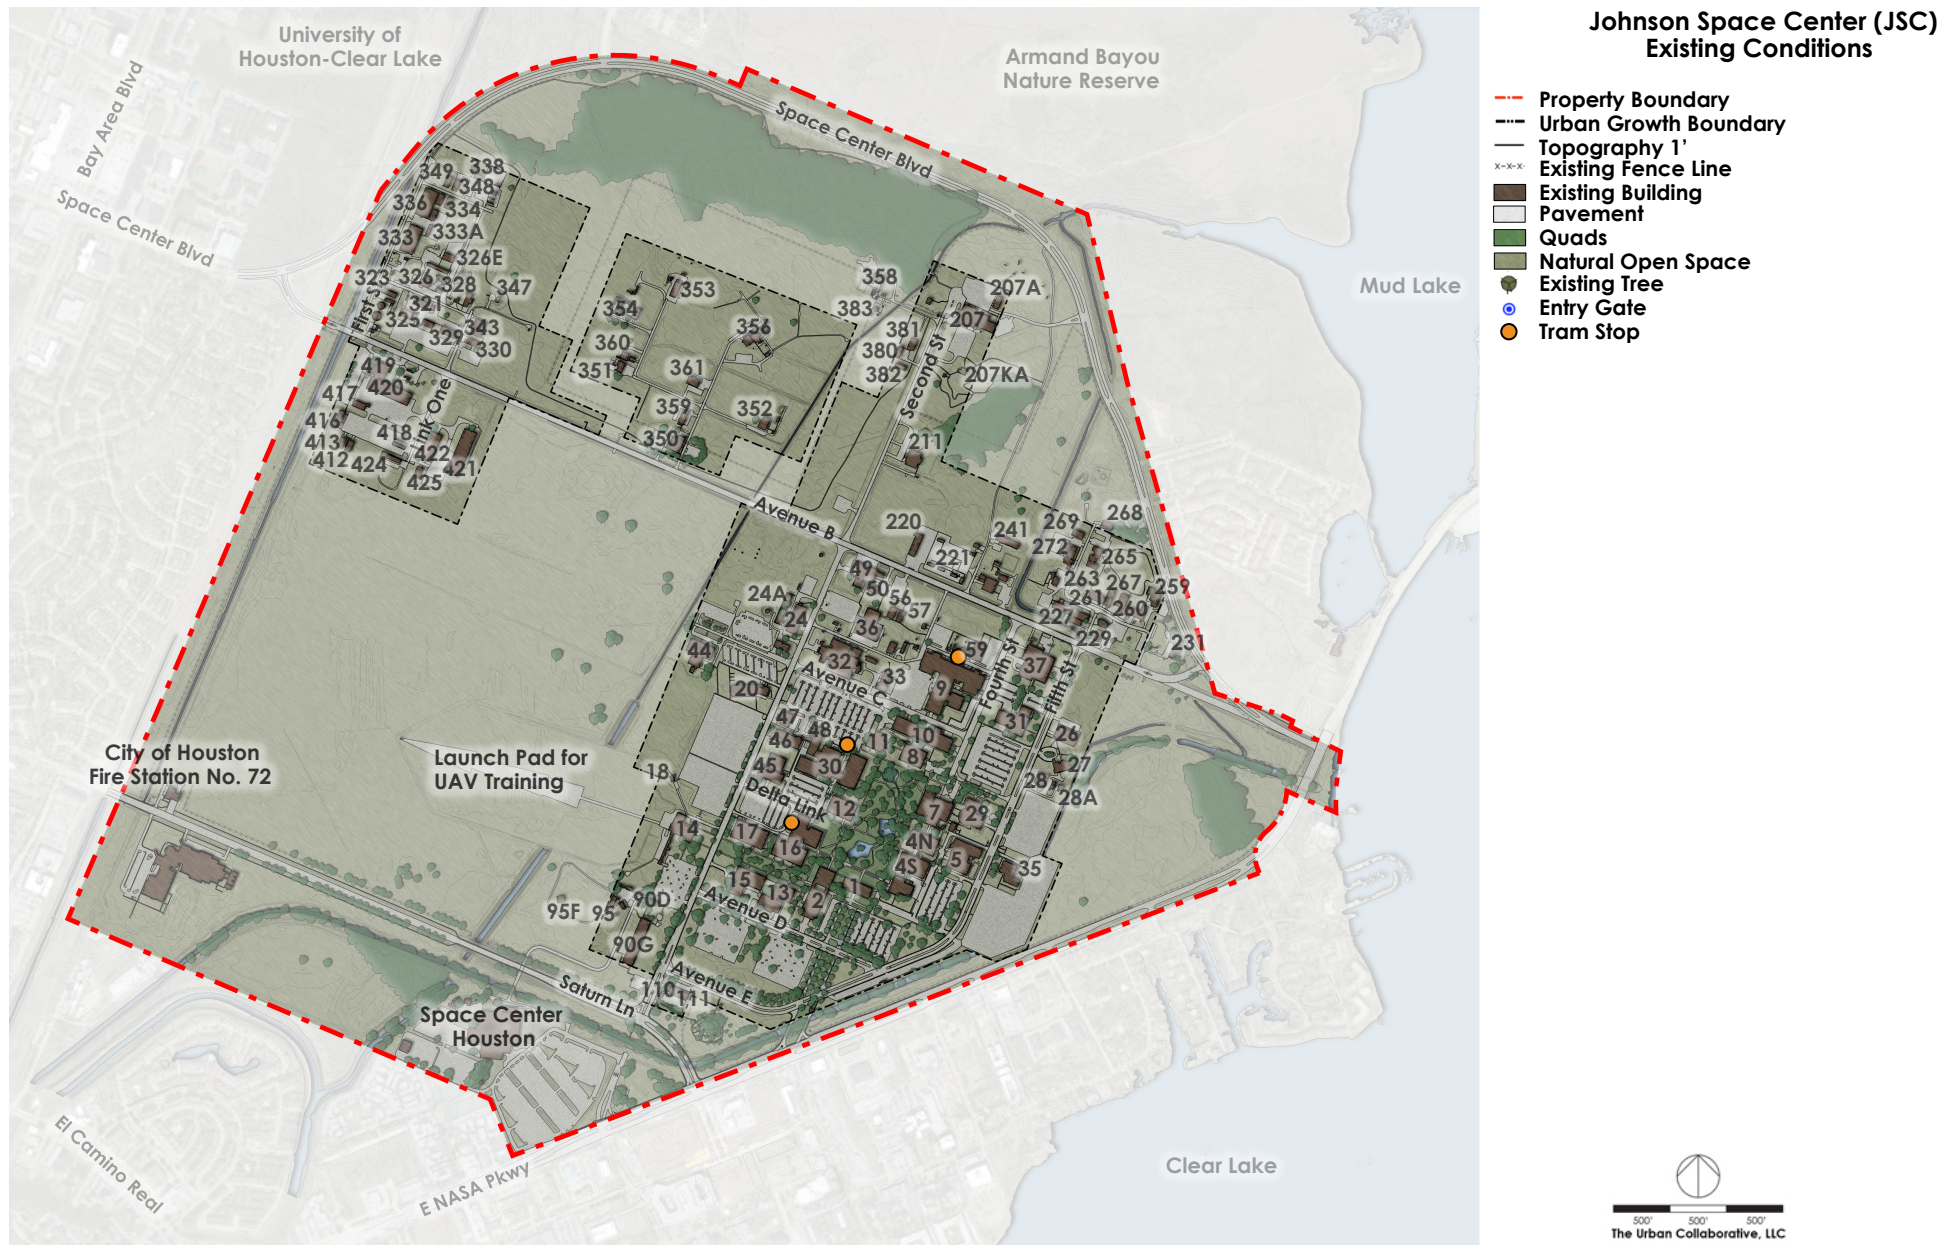 Johnson Space Center (JSC)
Existing Conditions
Property Boundary
Urban Growth Boundary
Topography 1'
Existing Fence Line
Existing Building
Pavement
Quads
Natural Open Space
Existing Tree
Entry Gate
Tram Stop
University of
Houston-Clear Lake
Armand Bayou
Nature Reserve
Bay Area Blvd
Space Center Blvd
Space Center Blvd
Mud Lake
338
349
348
336
334
333A
333
326E
323
326
328
347
321
First St
325
343
329
330
353
354
356
360
351
361
359
352
350
358
383
381
380
382
207A
207
207KA
Second St
211
419
420
417
Link One
416
418
413
422
412
424
421
425
Avenue B
220
221
241
269
268
272
265
263
267
259
261
260
227
229
231
49
50
56
57
24A
24
36
44
32
59
33
37
Fourth St
Fifth St
Avenue C
20
9
47
48
46
11
10
31
26
8
45
30
27
28
28A
18
Delta Link
12
7
29
14
17
16
4N
4S
5
35
15
13
2
1
Avenue D
90D
95F
95
90G
Avenue E
110
111
Saturn Ln
City of Houston
Fire Station No. 72
Launch Pad for
UAV Training
Space Center
Houston
El Camino Real
E NASA Pkwy
Clear Lake
500'
500'
500'
The Urban Collaborative, LLC